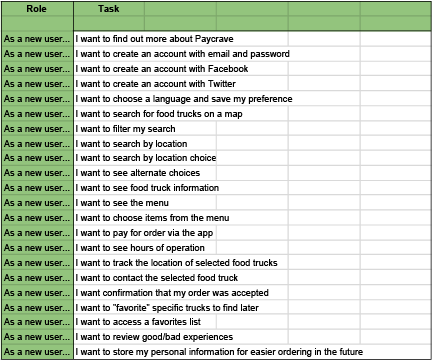 Role Task
As a new user... I want to find out more about Paycrave
As a new user... I want to create an account with email and password
As a new user... I want to create an account with Facebook
As a new user... I want to create an account with Twitter
As a new user... I want to choose a language and save my preference
As a new user... I want to search for food trucks on a map
As a new user... I want to filter my search
As a new user... I want to search by location
As a new user... I want to search by location choice
As a new user... I want to see alternate choices
As a new user... I want to see food truck information
As a new user... I want to see the menu
As a new user... I want to choose items from the menu
As a new user... I want to pay for order via the app
As a new user... I want to see hours of operation
As a new user... I want to track the location of selected food trucks
As a new user... I want to contact the selected food truck
As a new user... I want confirmation that my order was accepted
As a new user... I want to "favorite" specific trucks to find later
As a new user... I want to access a favorites list
As a new user... I want to review good/bad experiences
As a new user... I want to store my personal information for easier ordering in the future